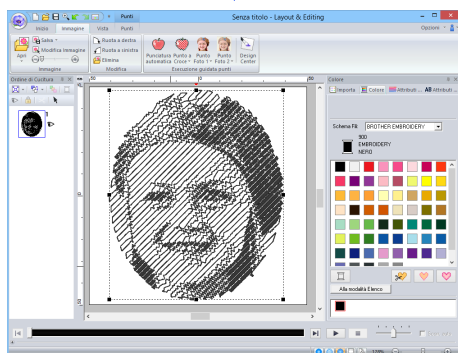 Punti
Senza titolo - Layout & Editing
Inizio Immagine Vista Punti
Opzioni
Apri
Salva
Modifica Immagine
Immagine
Ruota a destra
Ruota a sinistra
Elimina
Modifica
Punciatura automatica
Punto a Croce
Punto Foto 1
Punto Foto 2
Design Center
Esecuzione guidata punti
Ordine di Cucitura
Colore
Importa Colore Attributi ... AB Attributi ...
Schema Fili BROTHER EMBROIDERY
900
EMBROIDERY
NERO
Alla modalità Elenco